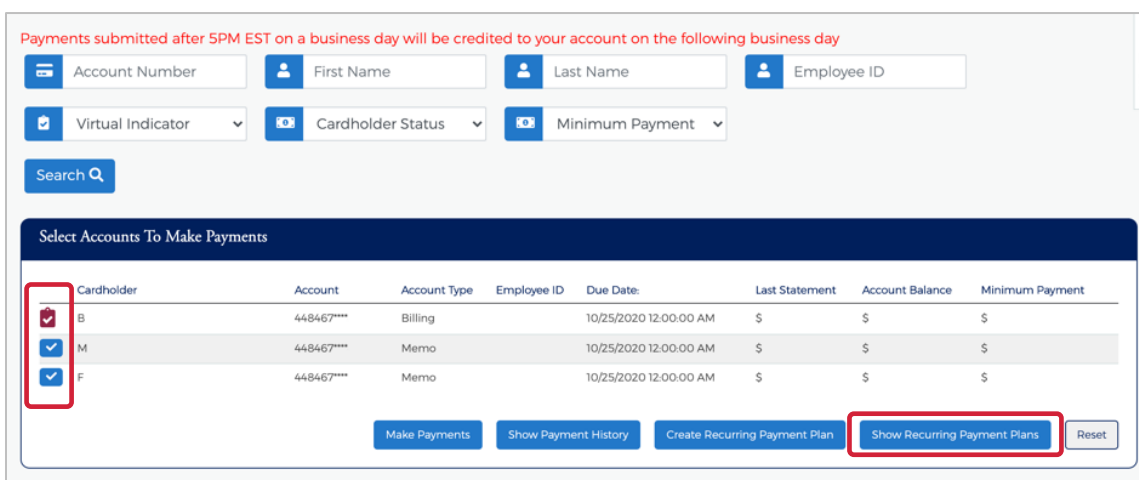 Payments submitted after 5PM EST on a business day will be credited to your account on the following business day
Account Number First Name Last Name Employee ID
Virtual Indicator Cardholder Status Minimum Payment
Search
Select Accounts To Make Payments
Cardholder Account Account Type Employee ID Due Date: Last Statement Account Balance Minimum Payment
B 448467**** Billing 10/25/2020 12:00:00 AM $ $ $
M 448467**** Memo 10/25/2020 12:00:00 AM $ $ $
F 448467**** Memo 10/25/2020 12:00:00 AM $ $ $
Make Payments Show Payment History Create Recurring Payment Plan Show Recurring Payment Plans Reset